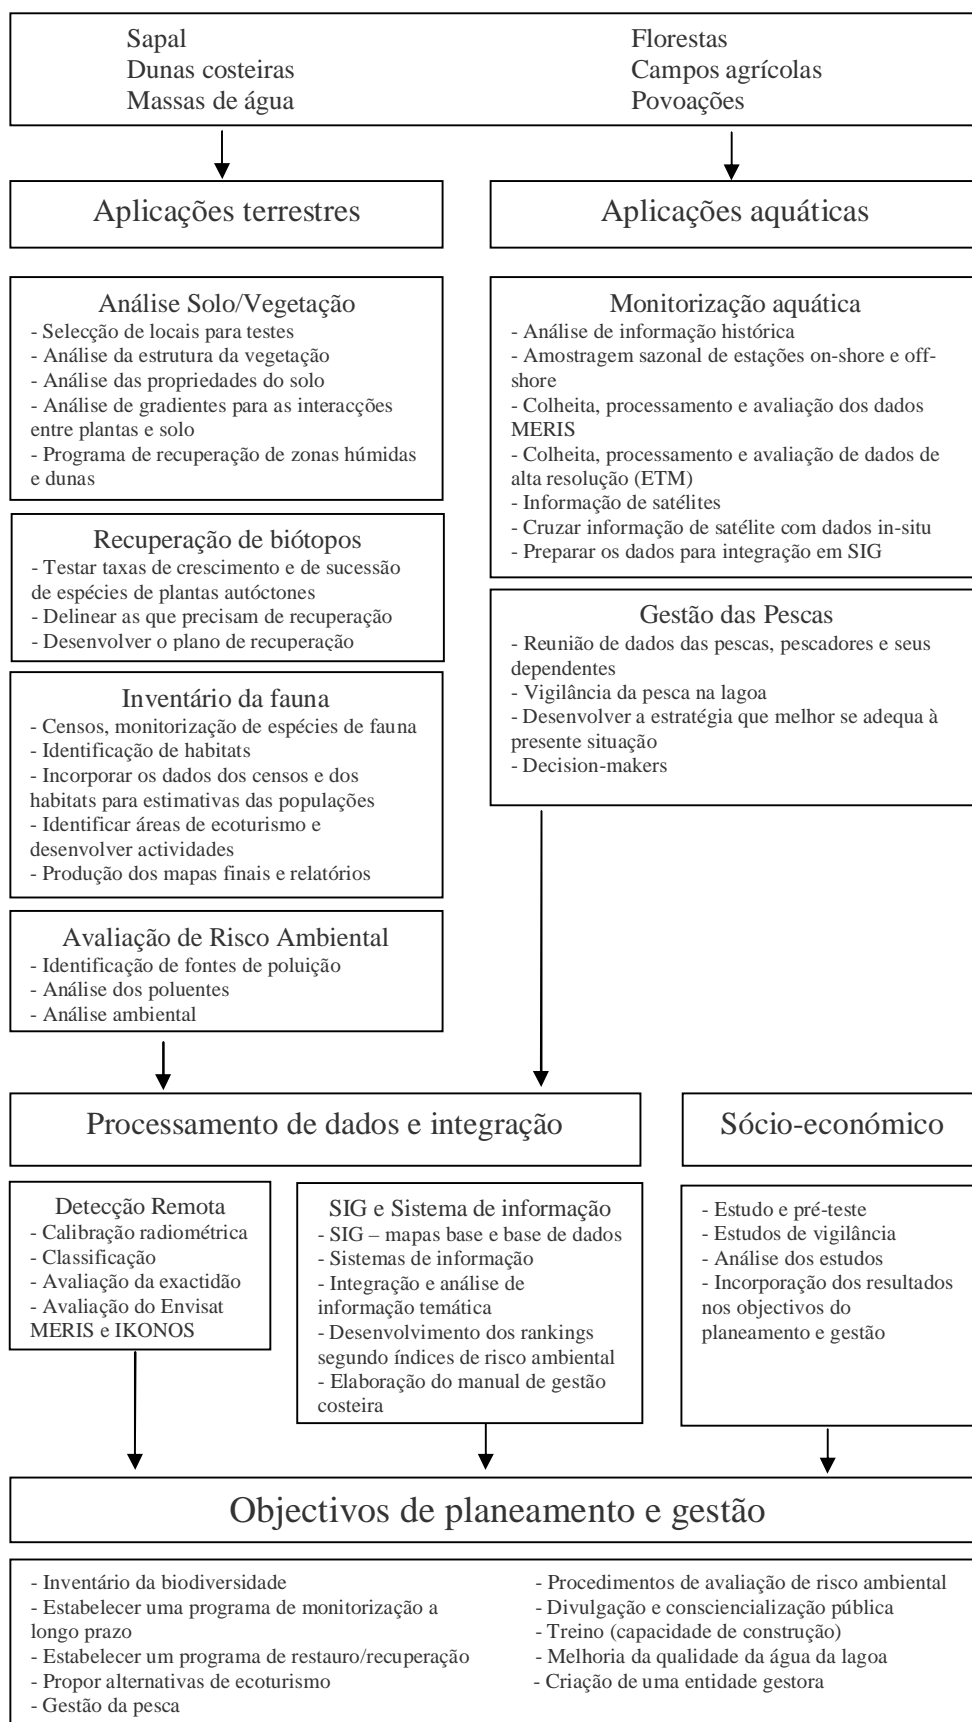 Sapal
Dunas costeiras
Massas de água
Florestas
Campos agrícolas
Povoações
Aplicações terrestres
Aplicações aquáticas
Análise Solo/Vegetação
- Selecção de locais para testes
- Análise da estrutura da vegetação
- Análise das propriedades do solo
- Análise de gradientes para as interacções
entre plantas e solo
- Programa de recuperação de zonas húmidas
e dunas
Recuperação de biótopos
- Testar taxas de crescimento e de sucessão
de espécies de plantas autóctones
- Delinear as que precisam de recuperação
- Desenvolver o plano de recuperação
Inventário da fauna
- Censos, monitorização de espécies de fauna
- Identificação de habitats
- Incorporar os dados dos censos e dos
habitats para estimativas das populações
- Identificar áreas de ecoturismo e
desenvolver actividades
- Produção dos mapas finais e relatórios
Avaliação de Risco Ambiental
- Identificação de fontes de poluição
- Análise dos poluentes
- Análise ambiental
Monitorização aquática
- Análise de informação histórica
- Amostragem sazonal de estações on-shore e off-
shore
- Colheita, processamento e avaliação dos dados
MERIS
- Colheita, processamento e avaliação de dados de
alta resolução (ETM)
- Informação de satélites
- Cruzar informação de satélite com dados in-situ
- Preparar os dados para integração em SIG
Gestão das Pescas
- Reunião de dados das pescas, pescadores e seus
dependentes
- Vigilância da pesca na lagoa
- Desenvolver a estratégia que melhor se adequa à
presente situação
- Decision-makers
Processamento de dados e integração
Sócio-económico
Detecção Remota
- Calibração radiométrica
- Classificação
- Avaliação da exactidão
- Avaliação do Envisat
MERIS e IKONOS
SIG e Sistema de informação
- SIG – mapas base e base de dados
- Sistemas de informação
- Integração e análise de
informação temática
- Desenvolvimento dos rankings
segundo índices de risco ambiental
- Elaboração do manual de gestão
costeira
- Estudo e pré-teste
- Estudos de vigilância
- Análise dos estudos
- Incorporação dos resultados
nos objectivos do
planeamento e gestão
Objectivos de planeamento e gestão
- Inventário da biodiversidade
- Estabelecer uma programa de monitorização a
longo prazo
- Estabelecer um programa de restauro/recuperação
- Propor alternativas de ecoturismo
- Gestão da pesca
- Procedimentos de avaliação de risco ambiental
- Divulgação e consciencialização pública
- Treino (capacidade de construção)
- Melhoria da qualidade da água da lagoa
- Criação de uma entidade gestora